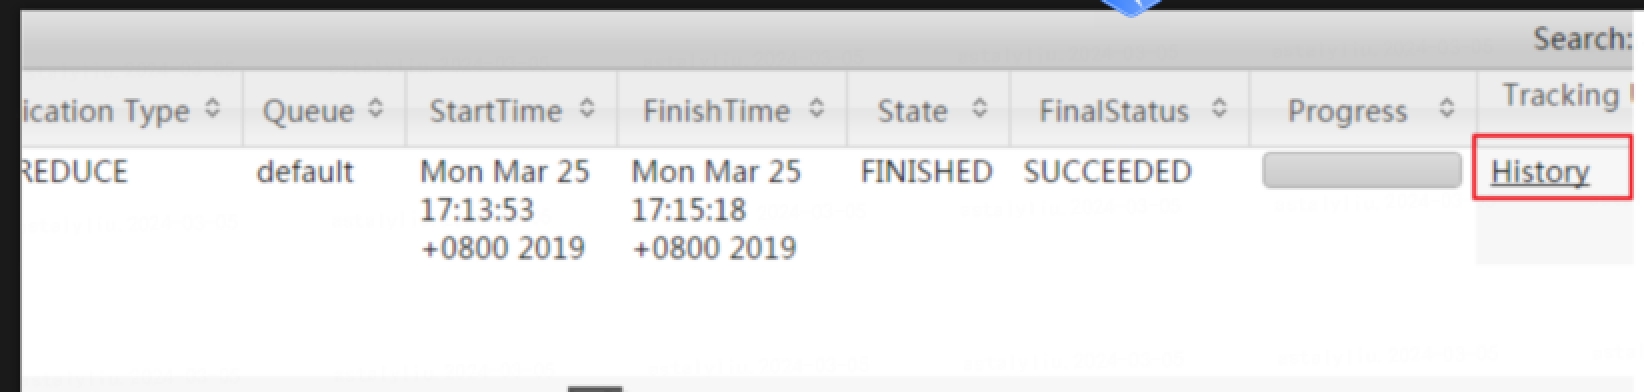 Search:
ication Type Queue StartTime FinishTime State FinalStatus Progress Tracking
REDUCE default Mon Mar 25 Mon Mar 25 FINISHED SUCCEEDED History
17:13:53 17:15:18
+0800 2019 +0800 2019